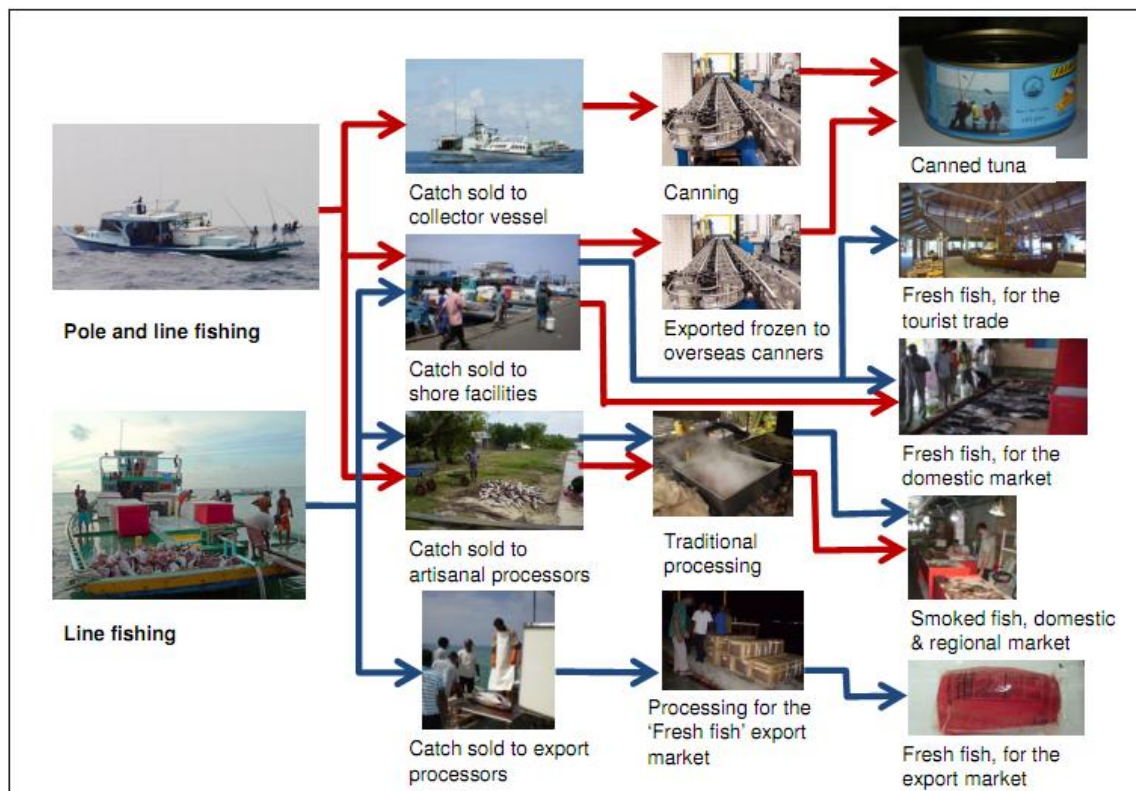 Pole and line fishing
Line fishing
Catch sold to
collector vessel
Catch sold to
shore facilities
Catch sold to
artisanal processors
Catch sold to export
processors
Canning
Exported frozen to
overseas canners
Traditional
processing
Processing for the
‘Fresh fish’ export
market
Canned tuna
Fresh fish, for the
tourist trade
Fresh fish, for the
domestic market
Smoked fish, domestic
& regional market
Fresh fish, for the
export market